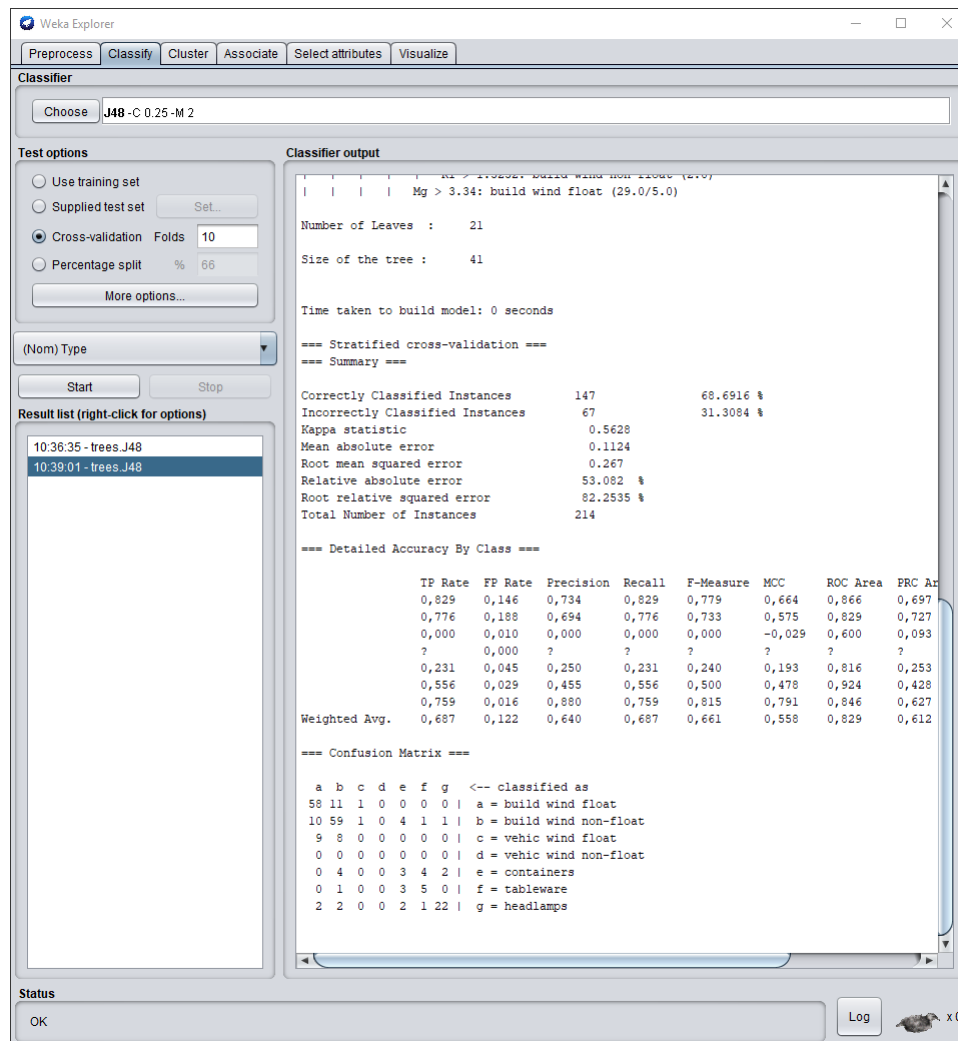 Weka Explorer
Preprocess Classify Cluster Associate Select attributes Visualize
Classifier
Choose J48 -C 0.25 -M 2
Test options
Use training set
Supplied test set Set...
Cross-validation Folds 10
Percentage split % 66
More options...
(Nom) Type
Start Stop
Result list (right-click for options)
10:36:35 - trees.J48
10:39:01 - trees.J48
Classifier output
| | | | Mg > 3.34: build wind float (29.0/5.0)
Number of Leaves : 21
Size of the tree : 41
Time taken to build model: 0 seconds
=== Stratified cross-validation ===
=== Summary ===
Correctly Classified Instances 147 68.6916 %
Incorrectly Classified Instances 67 31.3084 %
Kappa statistic 0.5628
Mean absolute error 0.1124
Root mean squared error 0.267
Relative absolute error 53.082 %
Root relative squared error 82.2535 %
Total Number of Instances 214
=== Detailed Accuracy By Class ===
TP Rate FP Rate Precision Recall F-Measure MCC ROC Area PRC Ar
0,829 0,146 0,734 0,829 0,779 0,664 0,866 0,697
0,776 0,188 0,694 0,776 0,733 0,575 0,829 0,727
0,000 0,010 0,000 0,000 0,000 -0,029 0,600 0,093
? 0,000 ? ? ? ? ? ?
0,231 0,045 0,250 0,231 0,240 0,193 0,816 0,253
0,556 0,029 0,455 0,556 0,500 0,478 0,924 0,428
0,759 0,016 0,880 0,759 0,815 0,791 0,846 0,627
Weighted Avg. 0,687 0,122 0,640 0,687 0,661 0,558 0,829 0,612
=== Confusion Matrix ===
a b c d e f g <-- classified as
58 11 1 0 0 0 0 | a = build wind float
10 59 1 0 4 1 1 | b = build wind non-float
9 8 0 0 0 0 0 | c = vehic wind float
0 0 0 0 0 0 0 | d = vehic wind non-float
0 4 0 0 3 4 2 | e = containers
0 1 0 0 3 5 0 | f = tableware
2 2 0 0 2 1 22 | g = headlamps
Status
OK
Log
x 0